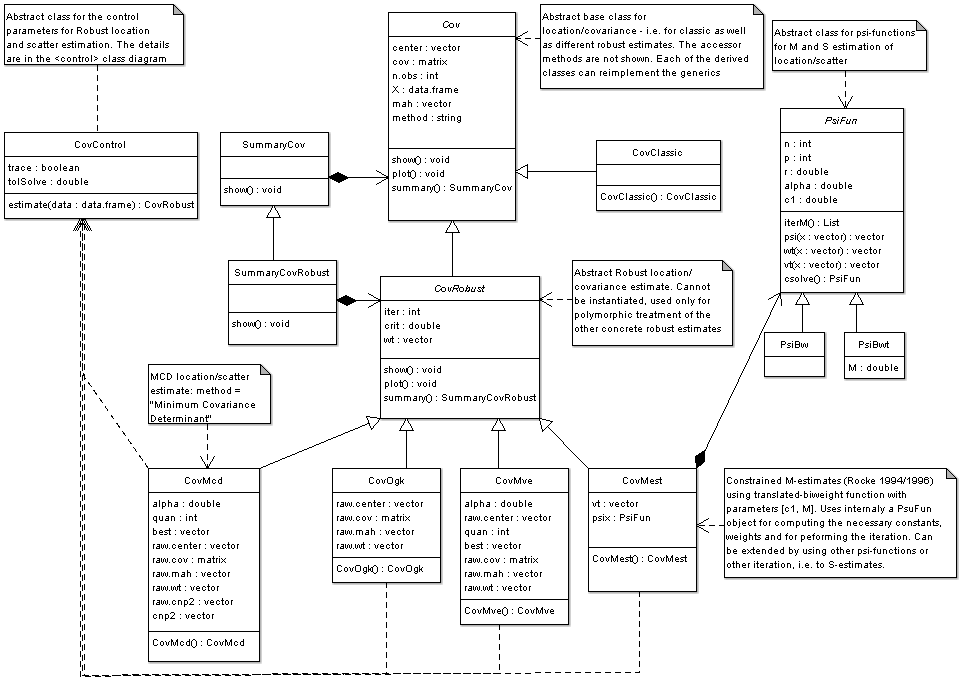 Abstract class for the control
parameters for Robust location
and scatter estimation. The details
are in the <control> class diagram
Cov
center : vector
cov : matrix
n.obs : int
X : data.frame
mah : vector
method : string
show() : void
plot() : void
summary() : SummaryCov
Abstract base class for
location/covariance - i.e. for classic as well
as different robust estimates. The accessor
methods are not shown. Each of the derived
classes can reimplement the generics
Abstract class for psi-functions
for M and S estimation of
location/scatter
CovControl
trace : boolean
tolSolve : double
estimate(data : data.frame) : CovRobust
SummaryCov
show() : void
CovClassic
CovClassic() : CovClassic
PsiFun
n : int
p : int
r : double
alpha : double
c1 : double
iterM() : List
psi(x : vector) : vector
wt(x : vector) : vector
vt(x : vector) : vector
csolve() : PsiFun
SummaryCovRobust
show() : void
CovRobust
iter : int
crit : double
wt : vector
show() : void
plot() : void
summary() : SummaryCovRobust
Abstract Robust location/
covariance estimate. Cannot
be instantiated, used only for
polymorphic treatment of the
other concrete robust estimates
PsiBw
PsiBwt
M : double
MCD location/scatter
estimate: method =
"Minimum Covariance
Determinant"
CovMcd
alpha : double
quan : int
best : vector
raw.center : vector
raw.cov : matrix
raw.mah : vector
raw.wt : vector
raw.cnp2 : vector
cnp2 : vector
CovMcd() : CovMcd
CovOgk
raw.center : vector
raw.cov : matrix
raw.mah : vector
raw.wt : vector
CovOgk() : CovOgk
CovMve
alpha : double
raw.center : vector
quan : int
best : vector
raw.cov : matrix
raw.mah : vector
raw.wt : vector
CovMve() : CovMve
CovMest
vt : vector
psix : PsiFun
CovMest() : CovMest
Constrained M-estimates (Rocke 1994/1996)
using translated-biweight function with
parameters [c1, M]. Uses internaly a PsuFun
object for computing the necessary constants,
weights and for peforming the iteration. Can
be extended by using other psi-functions or
other iteration, i.e. to S-estimates.